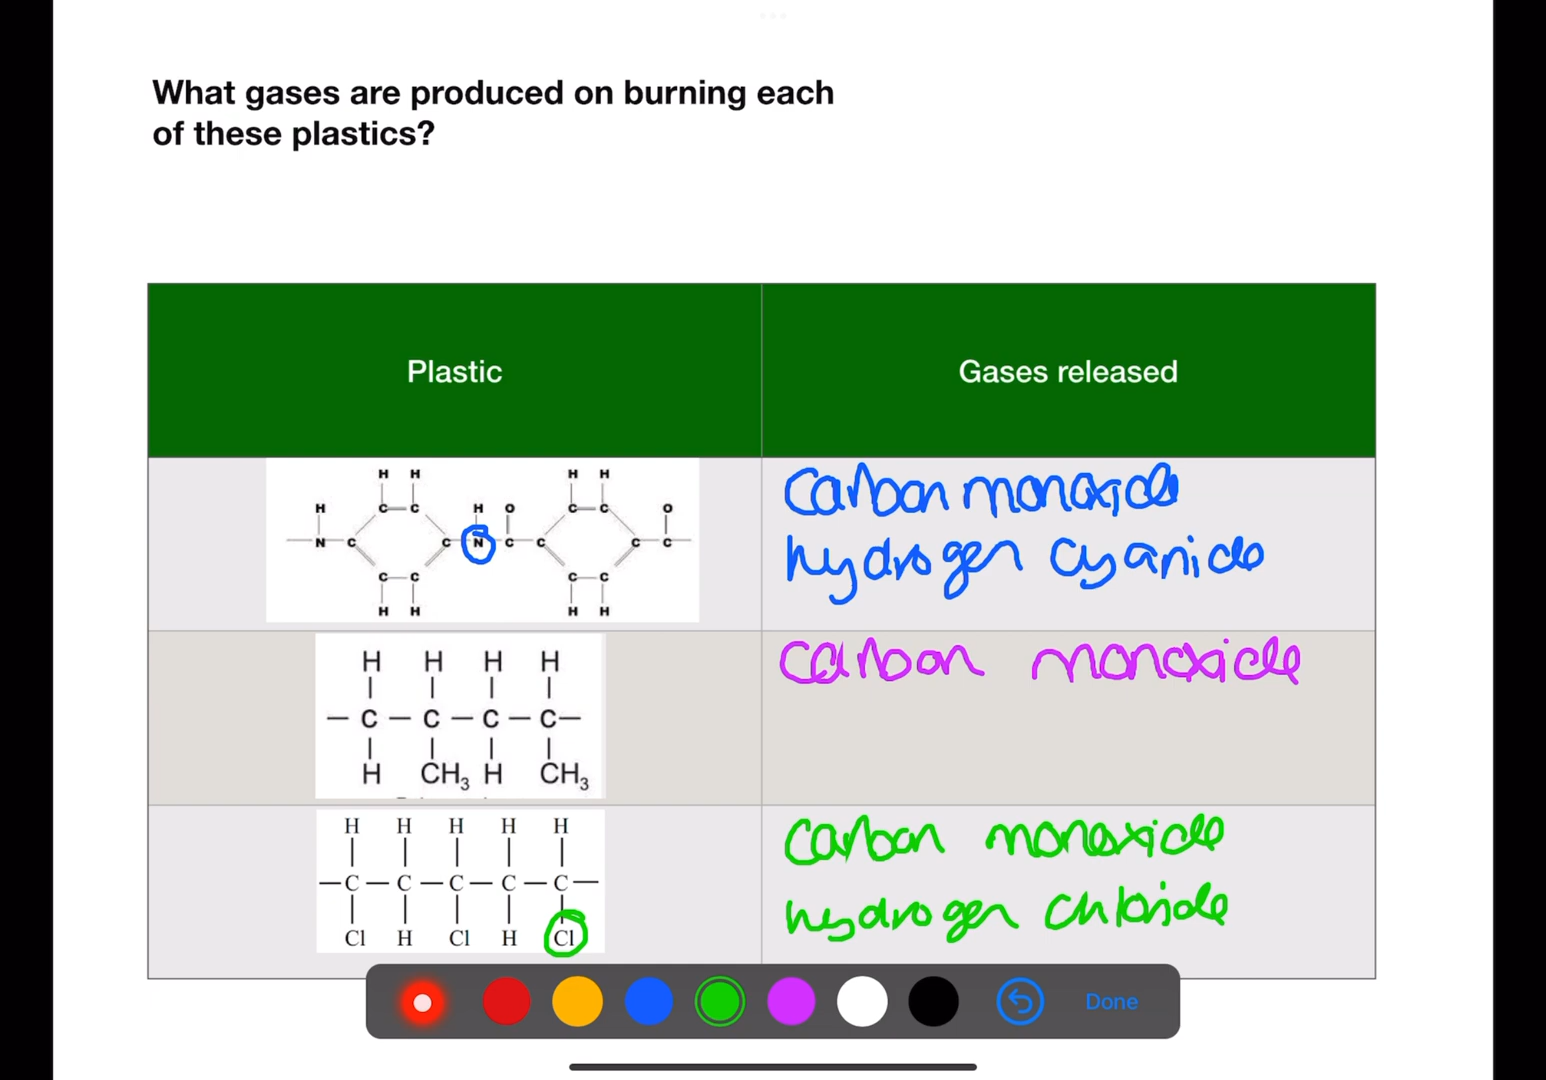 What gases are produced on burning each
of these plastics?
Plastic Gases released
H H H H
H H O O
C C C C
N C C N C C C C
C C C C
H H H H
carbon monoxide
hydrogen cyanide
H H H H
C C C C
H CH3 H CH3
carbon monoxide
H H H H H
C C C C C
Cl H Cl H Cl
carbon monoxide
hydrogen chloride
Done